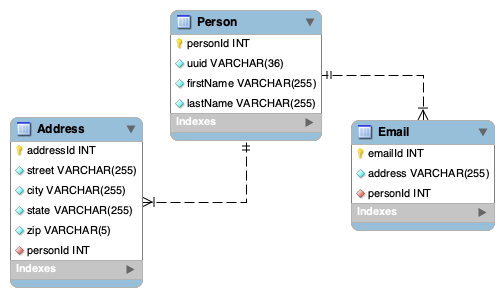 Person
personId INT
uuid VARCHAR(36)
firstName VARCHAR(255)
lastName VARCHAR(255)
Indexes
Address
addressId INT
street VARCHAR(255)
city VARCHAR(255)
state VARCHAR(255)
zip VARCHAR(5)
personId INT
Indexes
Email
emailId INT
address VARCHAR(255)
personId INT
Indexes